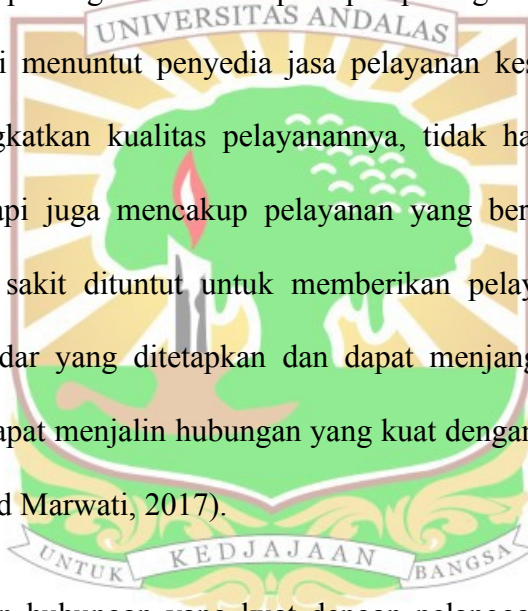 UNIVERSITAS ANDALAS
i menuntut penyedia jasa pelayanan kes
gkatkan kualitas pelayanannya, tidak ha
api juga mencakup pelayanan yang ber
sakit dituntut untuk memberikan pelay
dar yang ditetapkan dan dapat menjang
apat menjalin hubungan yang kuat dengan
d Marwati, 2017).
UNTUK KEDJAJAAN BANGSA